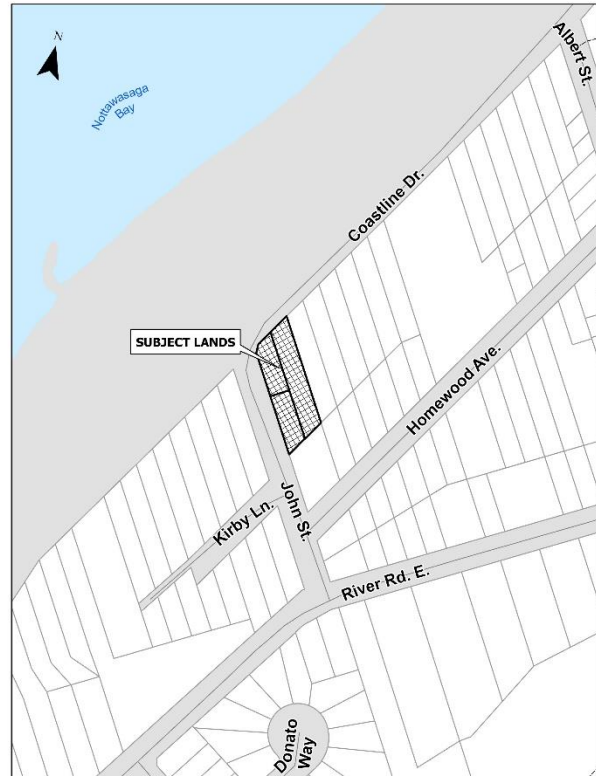 N
Albert St.
Nottawasaga
Bay
Coastline Dr.
SUBJECT LANDS
Homewood Ave.
John St.
Kirby Ln.
River Rd. E.
Donato
Way